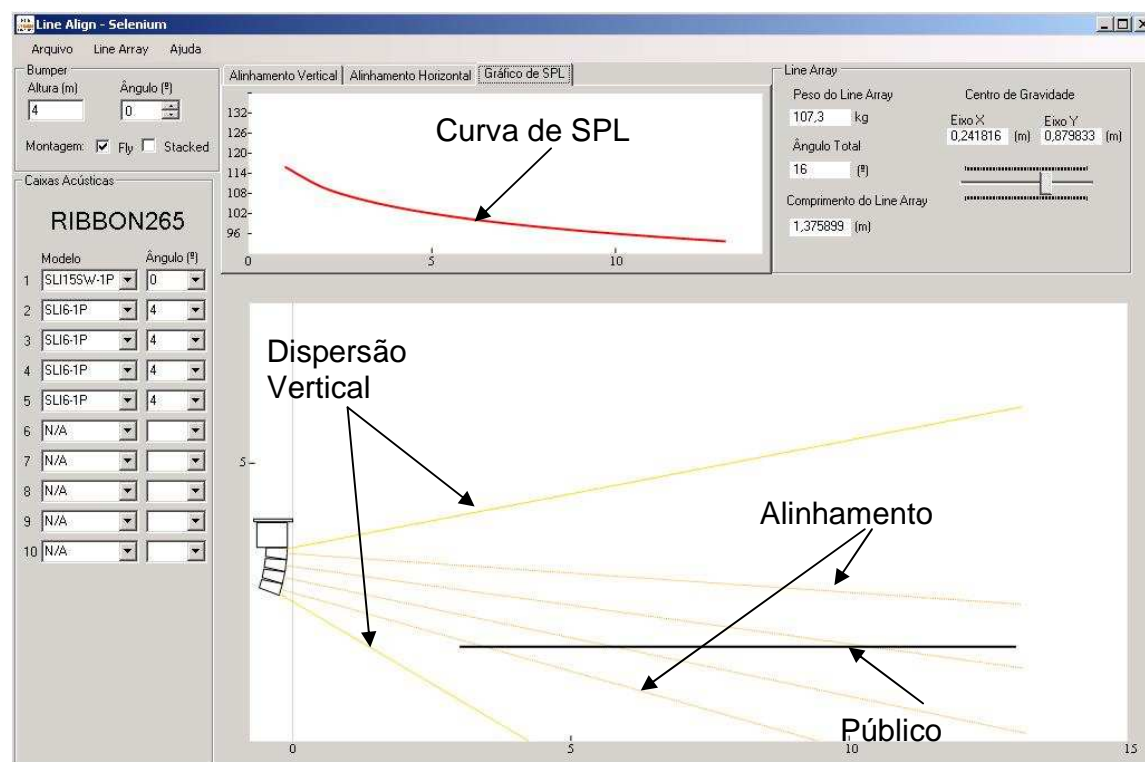 Line Align - Selenium
Arquivo Line Array Ajuda
Bumper
Altura (m) Ângulo (º)
4 0
Montagem: Fly Stacked
Caixas Acústicas
RIBBON265
Modelo Ângulo (º)
1 SLI15SW-1P 0
2 SLI6-1P 4
3 SLI6-1P 4
4 SLI6-1P 4
5 SLI6-1P 4
6 N/A
7 N/A
8 N/A
9 N/A
10 N/A
Alinhamento Vertical Alinhamento Horizontal Gráfico de SPL
132
126
120
114
108
102
96
0 5 10
Curva de SPL
Line Array
Peso do Line Array
107,3 kg
Ângulo Total
16 (º)
Comprimento do Line Array
1,375899 (m)
Centro de Gravidade
Eixo X Eixo Y
0,241816 (m) 0,879833 (m)
Dispersão
Vertical
5
Alinhamento
Público
0 5 10 15